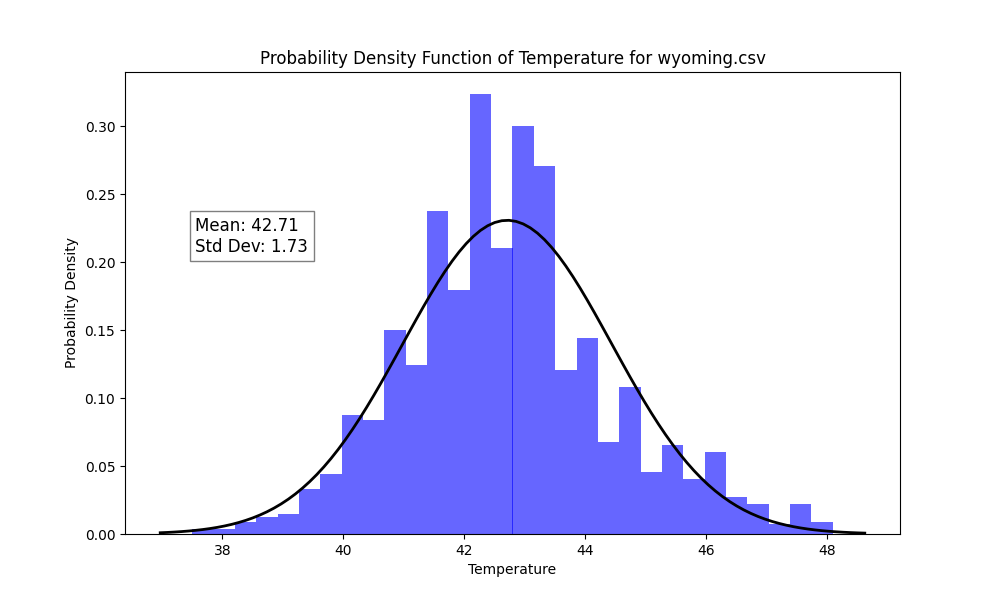 Probability Density Function of Temperature for wyoming.csv
Probability Density
0.30
0.25
0.20
0.15
0.10
0.05
0.00
Mean: 42.71
Std Dev: 1.73
38 40 42 44 46 48
Temperature